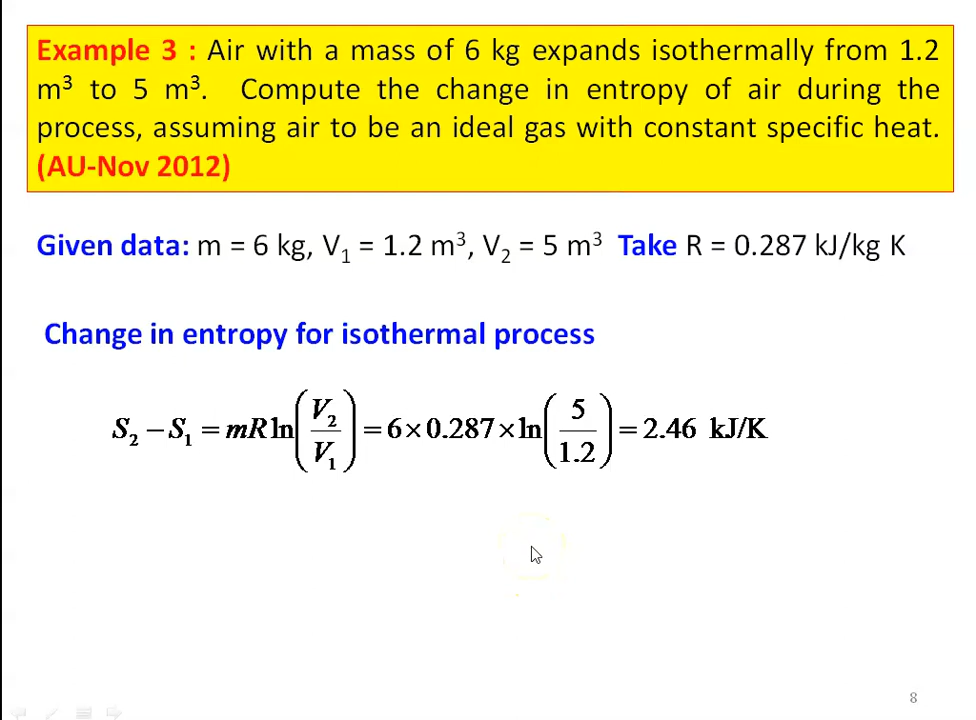 Example 3 : Air with a mass of 6 kg expands isothermally from 1.2
m³ to 5 m³. Compute the change in entropy of air during the
process, assuming air to be an ideal gas with constant specific heat.
(AU-Nov 2012)
Given data: m = 6 kg, V₁ = 1.2 m³, V₂ = 5 m³ Take R = 0.287 kJ/kg K
Change in entropy for isothermal process
S₂ − S₁ = mR ln(V₂/V₁) = 6 × 0.287 × ln(5/1.2) = 2.46 kJ/K
8